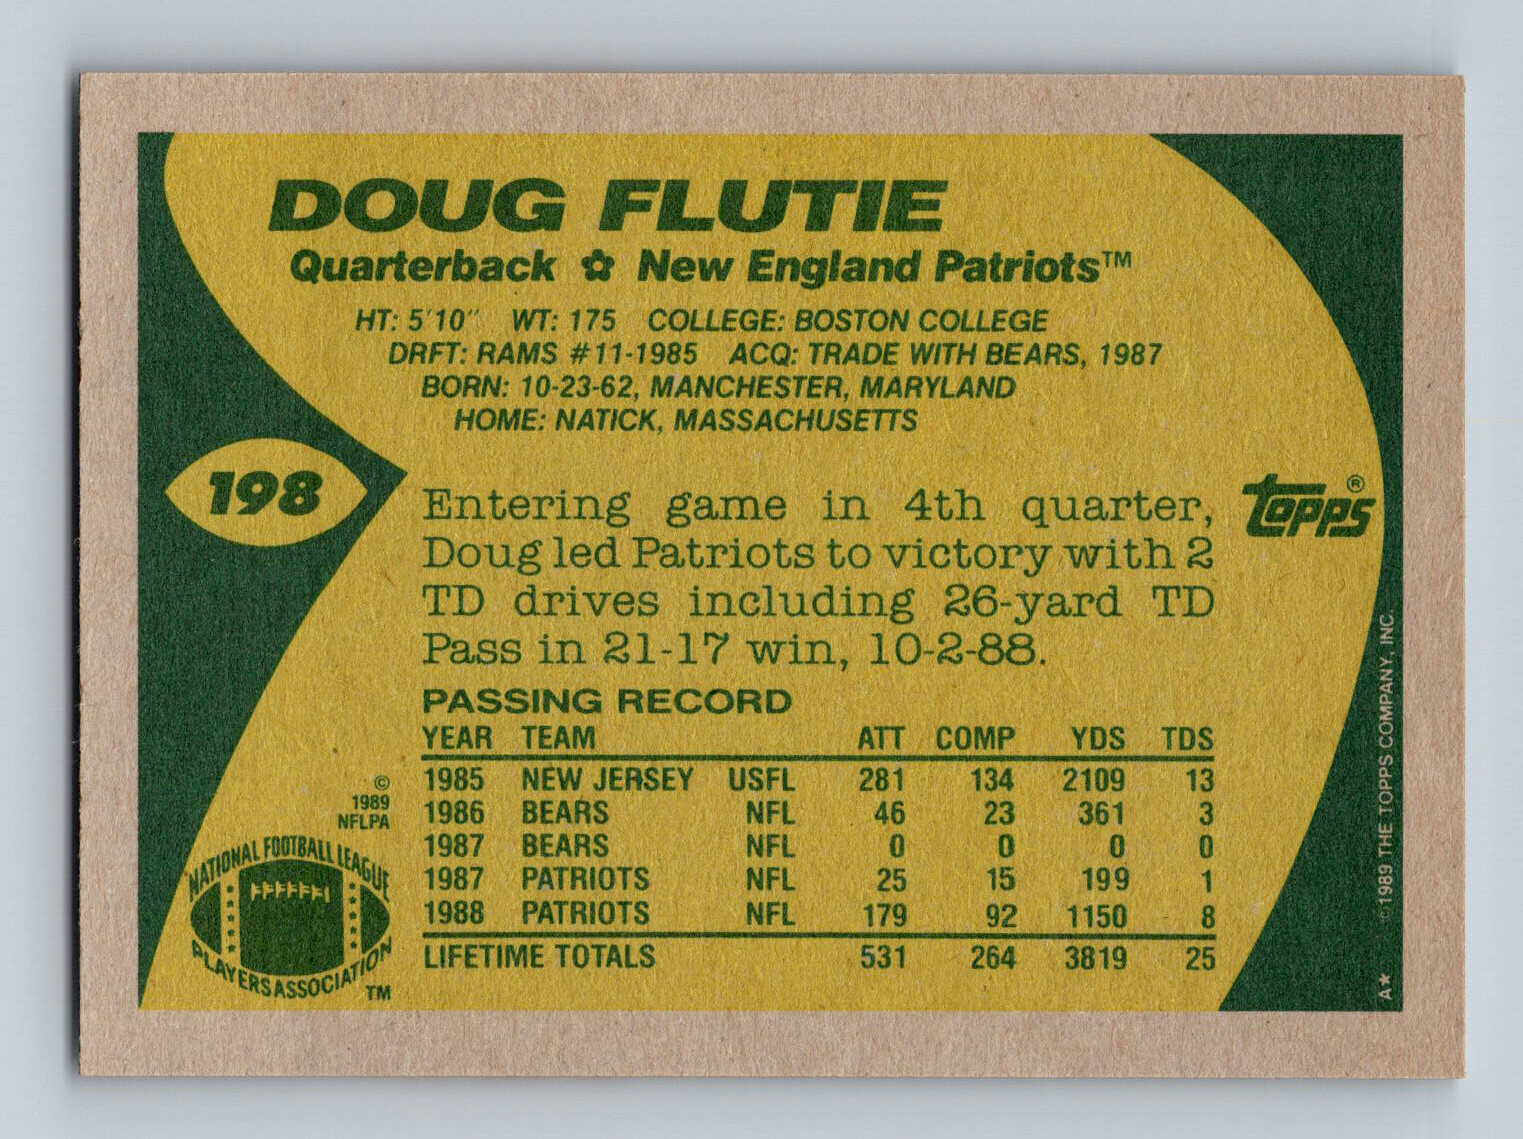 DOUG FLUTIE
Quarterback ✿ New England Patriots™
HT: 5'10" WT: 175 COLLEGE: BOSTON COLLEGE
DRFT: RAMS #11-1985 ACQ: TRADE WITH BEARS, 1987
BORN: 10-23-62, MANCHESTER, MARYLAND
HOME: NATICK, MASSACHUSETTS
198
Entering game in 4th quarter,
Doug led Patriots to victory with 2
TD drives including 26-yard TD
Pass in 21-17 win, 10-2-88.
topps®
PASSING RECORD
YEAR TEAM ATT COMP YDS TDS
1985 NEW JERSEY USFL 281 134 2109 13
1986 BEARS NFL 46 23 361 3
1987 BEARS NFL 0 0 0 0
1987 PATRIOTS NFL 25 15 199 1
1988 PATRIOTS NFL 179 92 1150 8
LIFETIME TOTALS 531 264 3819 25
©
1989
NFLPA
NATIONAL FOOTBALL LEAGUE
PLAYERS ASSOCIATION
TM
©1989 THE TOPPS COMPANY, INC.
A★